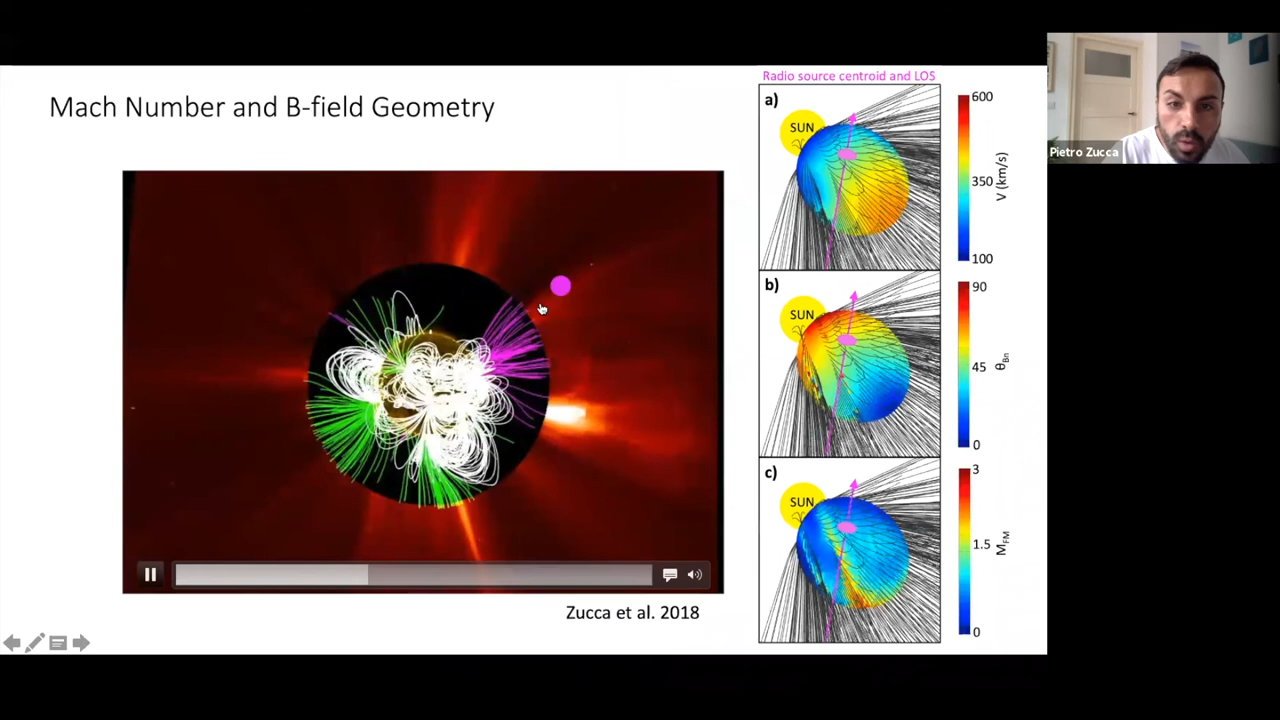 Mach Number and B-field Geometry
Zucca et al. 2018
Radio source centroid and LOS
a)
SUN
600
350
100
V (km/s)
b)
SUN
90
45
0
θBn
c)
SUN
3
1.5
0
MFM
Pietro Zucca